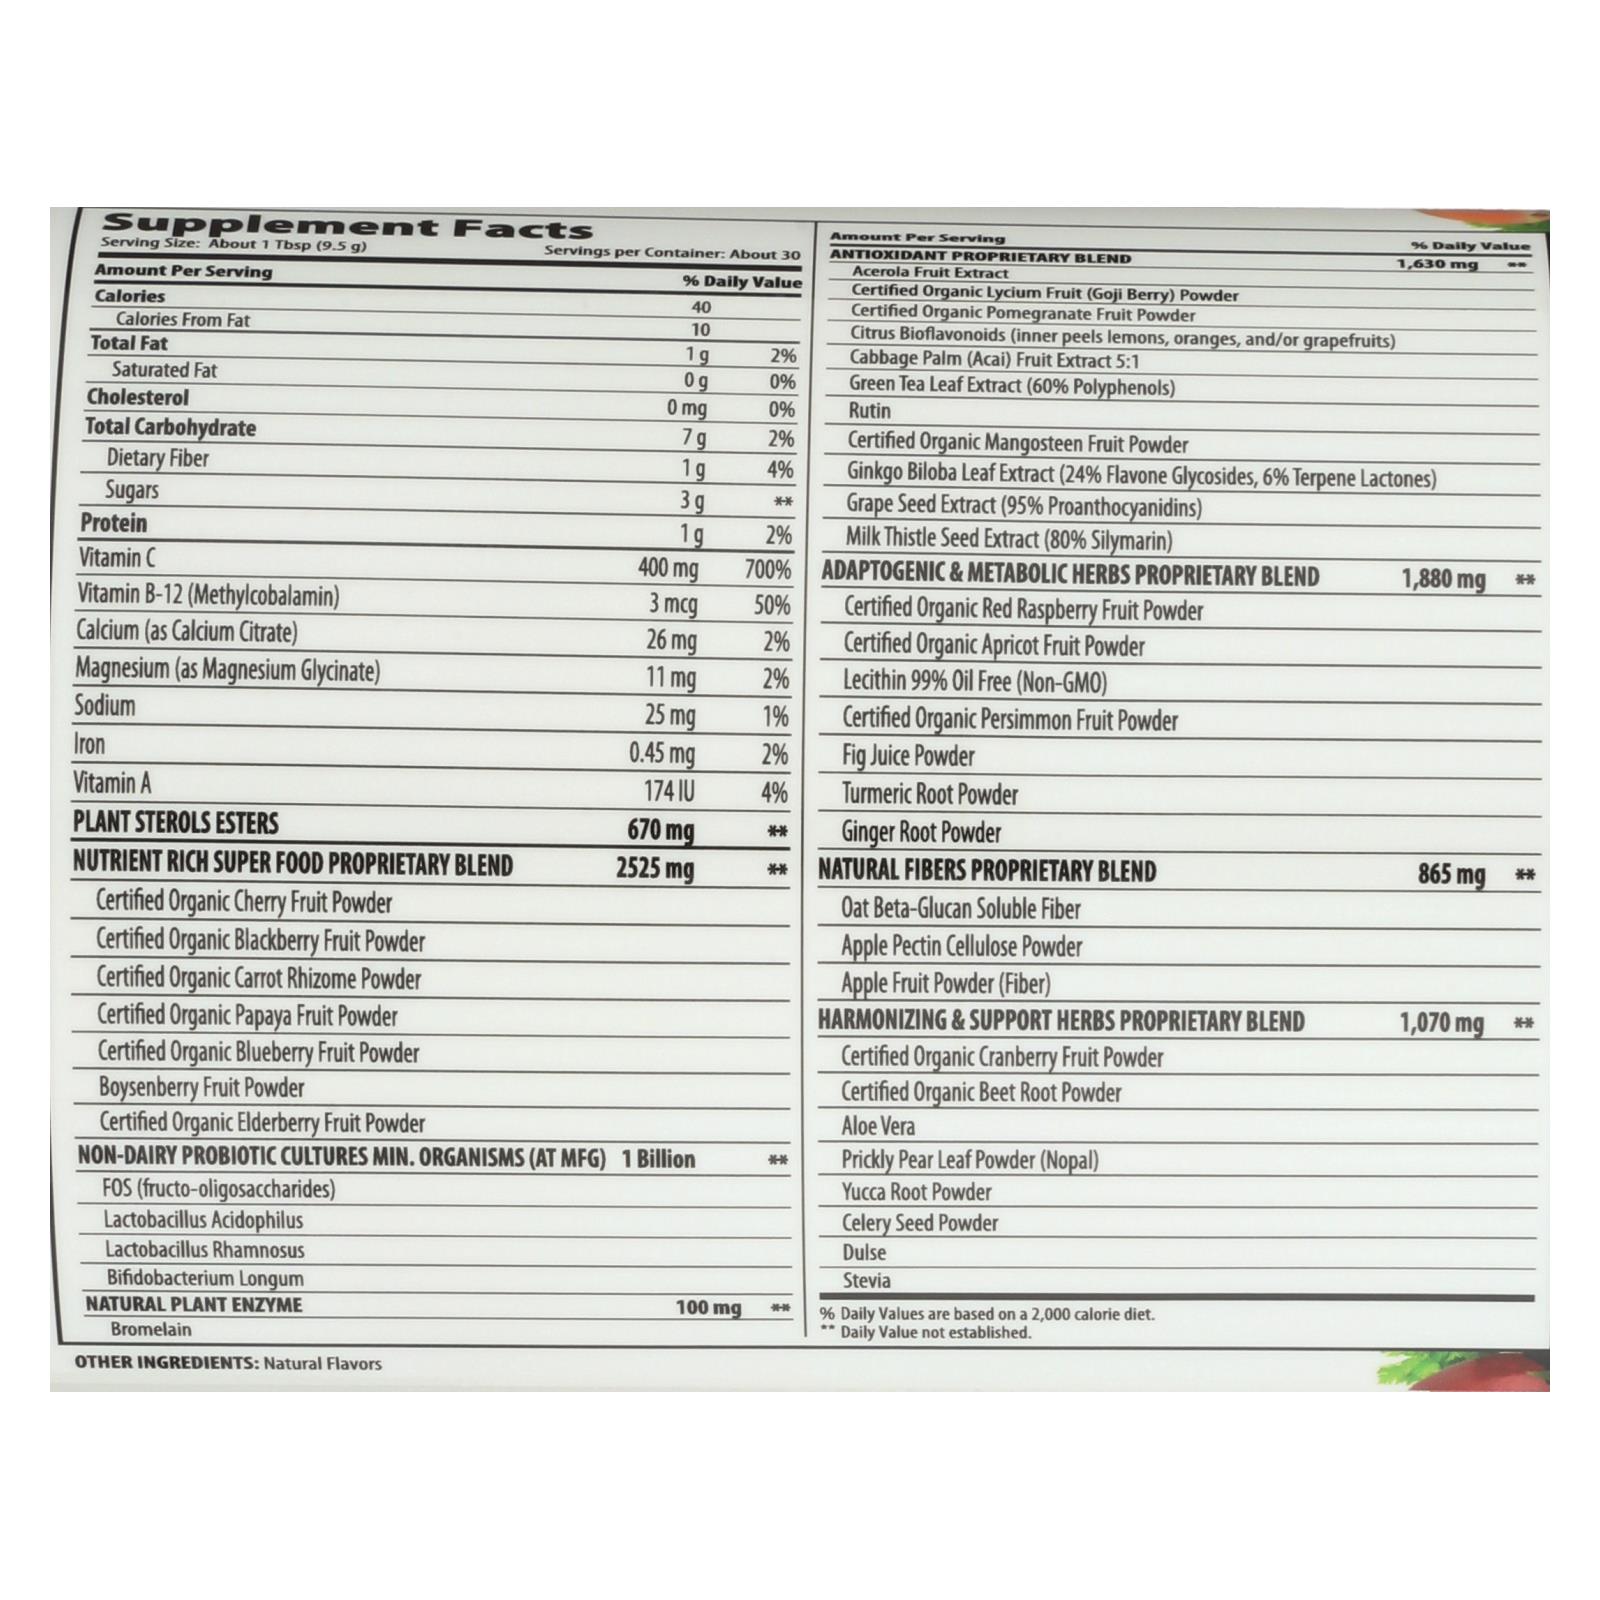 Supplement Facts
Serving Size: About 1 Tbsp (9.5 g) Servings per Container: About 30
Amount Per Serving % Daily Value
Calories 40
Calories From Fat 10
Total Fat 1 g 2%
Saturated Fat 0 g 0%
Cholesterol 0 mg 0%
Total Carbohydrate 7 g 2%
Dietary Fiber 1 g 4%
Sugars 3 g **
Protein 1 g 2%
Vitamin C 400 mg 700%
Vitamin B-12 (Methylcobalamin) 3 mcg 50%
Calcium (as Calcium Citrate) 26 mg 2%
Magnesium (as Magnesium Glycinate) 11 mg 2%
Sodium 25 mg 1%
Iron 0.45 mg 2%
Vitamin A 174 IU 4%
PLANT STEROLS ESTERS 670 mg **
NUTRIENT RICH SUPER FOOD PROPRIETARY BLEND 2525 mg **
Certified Organic Cherry Fruit Powder
Certified Organic Blackberry Fruit Powder
Certified Organic Carrot Rhizome Powder
Certified Organic Papaya Fruit Powder
Certified Organic Blueberry Fruit Powder
Boysenberry Fruit Powder
Certified Organic Elderberry Fruit Powder
NON-DAIRY PROBIOTIC CULTURES MIN. ORGANISMS (AT MFG) 1 Billion **
FOS (fructo-oligosaccharides)
Lactobacillus Acidophilus
Lactobacillus Rhamnosus
Bifidobacterium Longum
NATURAL PLANT ENZYME 100 mg **
Bromelain
Amount Per Serving % Daily Value
ANTIOXIDANT PROPRIETARY BLEND 1,630 mg **
Acerola Fruit Extract
Certified Organic Lycium Fruit (Goji Berry) Powder
Certified Organic Pomegranate Fruit Powder
Citrus Bioflavonoids (inner peels lemons, oranges, and/or grapefruits)
Cabbage Palm (Acai) Fruit Extract 5:1
Green Tea Leaf Extract (60% Polyphenols)
Rutin
Certified Organic Mangosteen Fruit Powder
Ginkgo Biloba Leaf Extract (24% Flavone Glycosides, 6% Terpene Lactones)
Grape Seed Extract (95% Proanthocyanidins)
Milk Thistle Seed Extract (80% Silymarin)
ADAPTOGENIC & METABOLIC HERBS PROPRIETARY BLEND 1,880 mg **
Certified Organic Red Raspberry Fruit Powder
Certified Organic Apricot Fruit Powder
Lecithin 99% Oil Free (Non-GMO)
Certified Organic Persimmon Fruit Powder
Fig Juice Powder
Turmeric Root Powder
Ginger Root Powder
NATURAL FIBERS PROPRIETARY BLEND 865 mg **
Oat Beta-Glucan Soluble Fiber
Apple Pectin Cellulose Powder
Apple Fruit Powder (Fiber)
HARMONIZING & SUPPORT HERBS PROPRIETARY BLEND 1,070 mg **
Certified Organic Cranberry Fruit Powder
Certified Organic Beet Root Powder
Aloe Vera
Prickly Pear Leaf Powder (Nopal)
Yucca Root Powder
Celery Seed Powder
Dulse
Stevia
% Daily Values are based on a 2,000 calorie diet.
** Daily Value not established.
OTHER INGREDIENTS: Natural Flavors